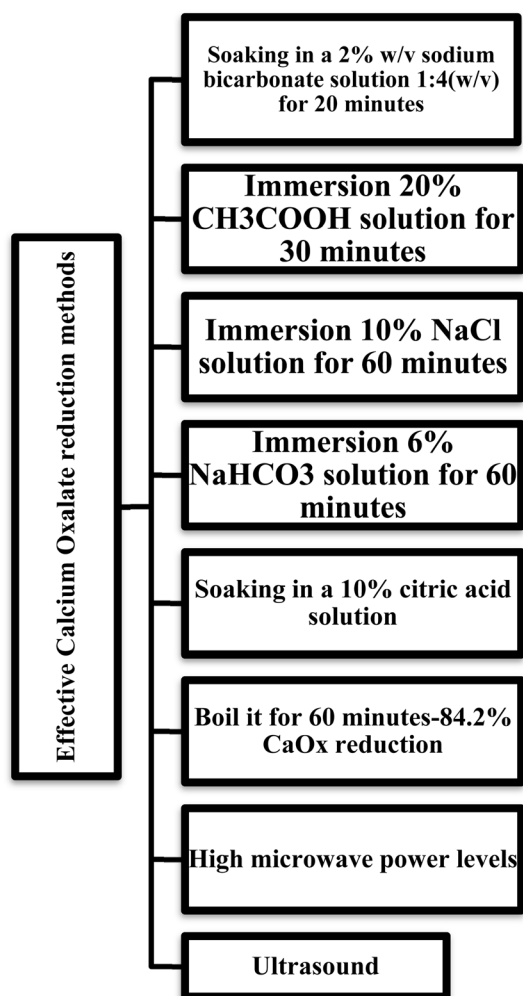 Effective Calcium Oxalate reduction methods
Soaking in a 2% w/v sodium
bicarbonate solution 1:4(w/v)
for 20 minutes
Immersion 20%
CH3COOH solution for
30 minutes
Immersion 10% NaCl
solution for 60 minutes
Immersion 6%
NaHCO3 solution for 60
minutes
Soaking in a 10% citric acid
solution
Boil it for 60 minutes-84.2%
CaOx reduction
High microwave power levels
Ultrasound